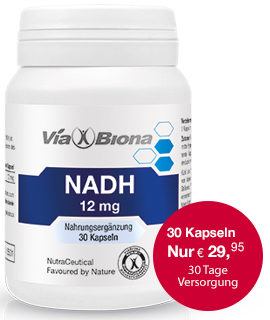 Vía Biona
NADH
12 mg
Nahrungsergänzung
30 Kapseln
NutraCeutical
Favoured by Nature
30 Kapseln
Nur € 29,95
30 Tage
Versorgung